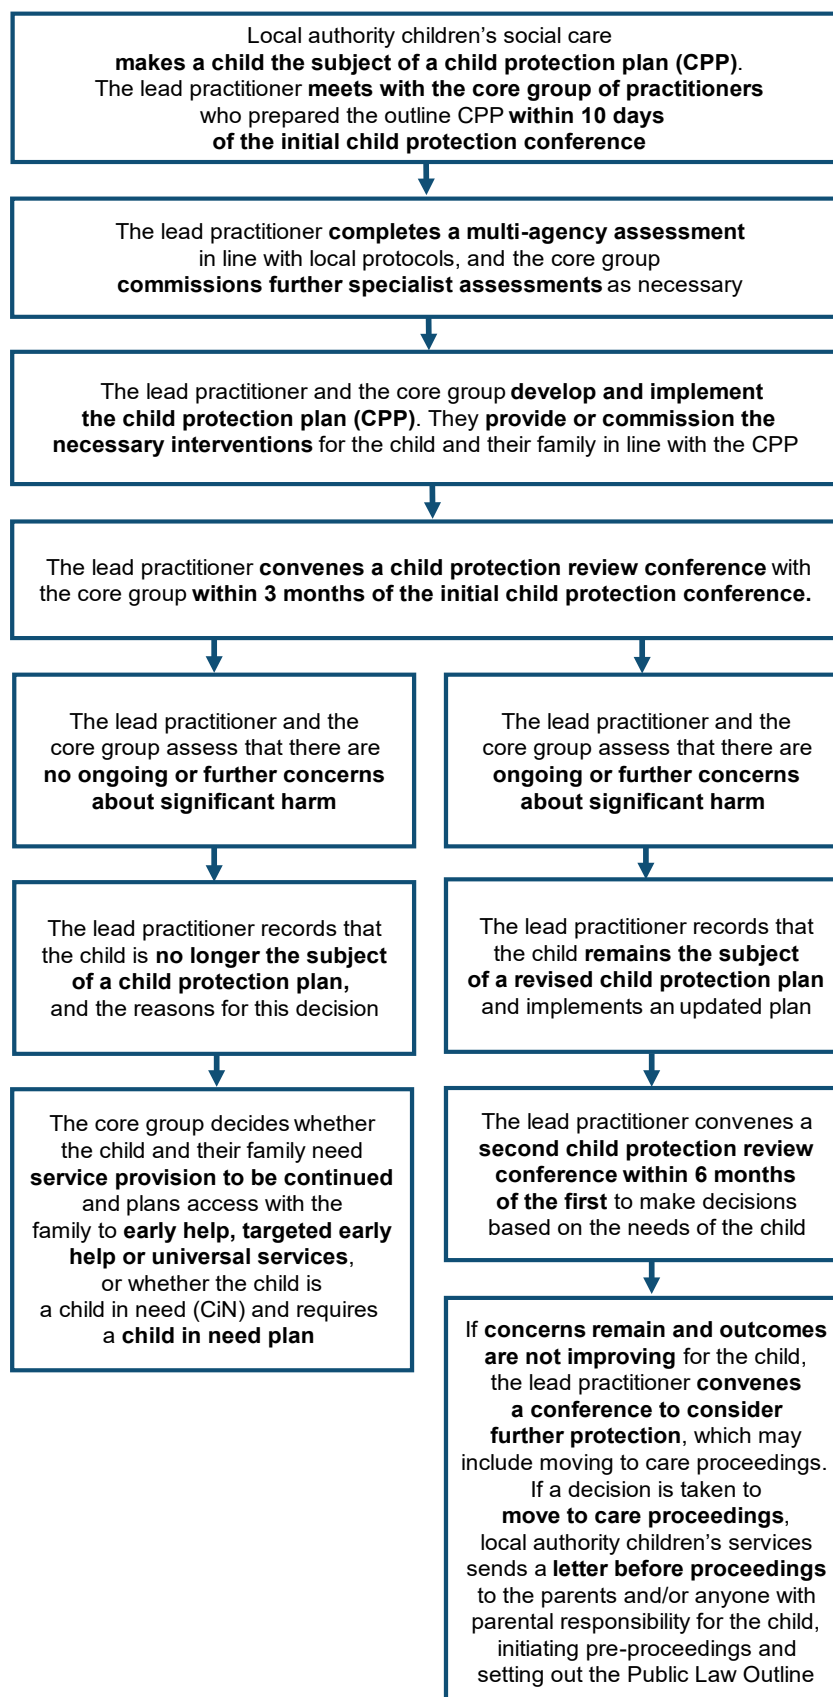 Local authority children’s social care
makes a child the subject of a child protection plan (CPP).
The lead practitioner meets with the core group of practitioners
who prepared the outline CPP within 10 days
of the initial child protection conference
The lead practitioner completes a multi-agency assessment
in line with local protocols, and the core group
commissions further specialist assessments as necessary
The lead practitioner and the core group develop and implement
the child protection plan (CPP). They provide or commission the
necessary interventions for the child and their family in line with the CPP
The lead practitioner convenes a child protection review conference with
the core group within 3 months of the initial child protection conference.
The lead practitioner and the
core group assess that there are
no ongoing or further concerns
about significant harm
The lead practitioner records that
the child is no longer the subject
of a child protection plan,
and the reasons for this decision
The core group decides whether
the child and their family need
service provision to be continued
and plans access with the
family to early help, targeted early
help or universal services,
or whether the child is
a child in need (CiN) and requires
a child in need plan
The lead practitioner and the
core group assess that there are
ongoing or further concerns
about significant harm
The lead practitioner records that
the child remains the subject
of a revised child protection plan
and implements an updated plan
The lead practitioner convenes a
second child protection review
conference within 6 months
of the first to make decisions
based on the needs of the child
If concerns remain and outcomes
are not improving for the child,
the lead practitioner convenes
a conference to consider
further protection, which may
include moving to care proceedings.
If a decision is taken to
move to care proceedings,
local authority children’s services
sends a letter before proceedings
to the parents and/or anyone with
parental responsibility for the child,
initiating pre-proceedings and
setting out the Public Law Outline